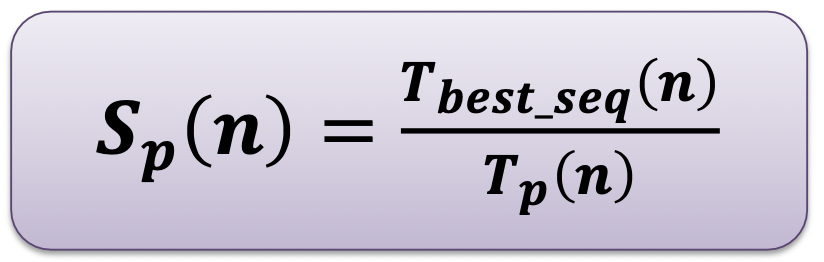 S_p(n) = T_best_seq(n) / T_p(n)